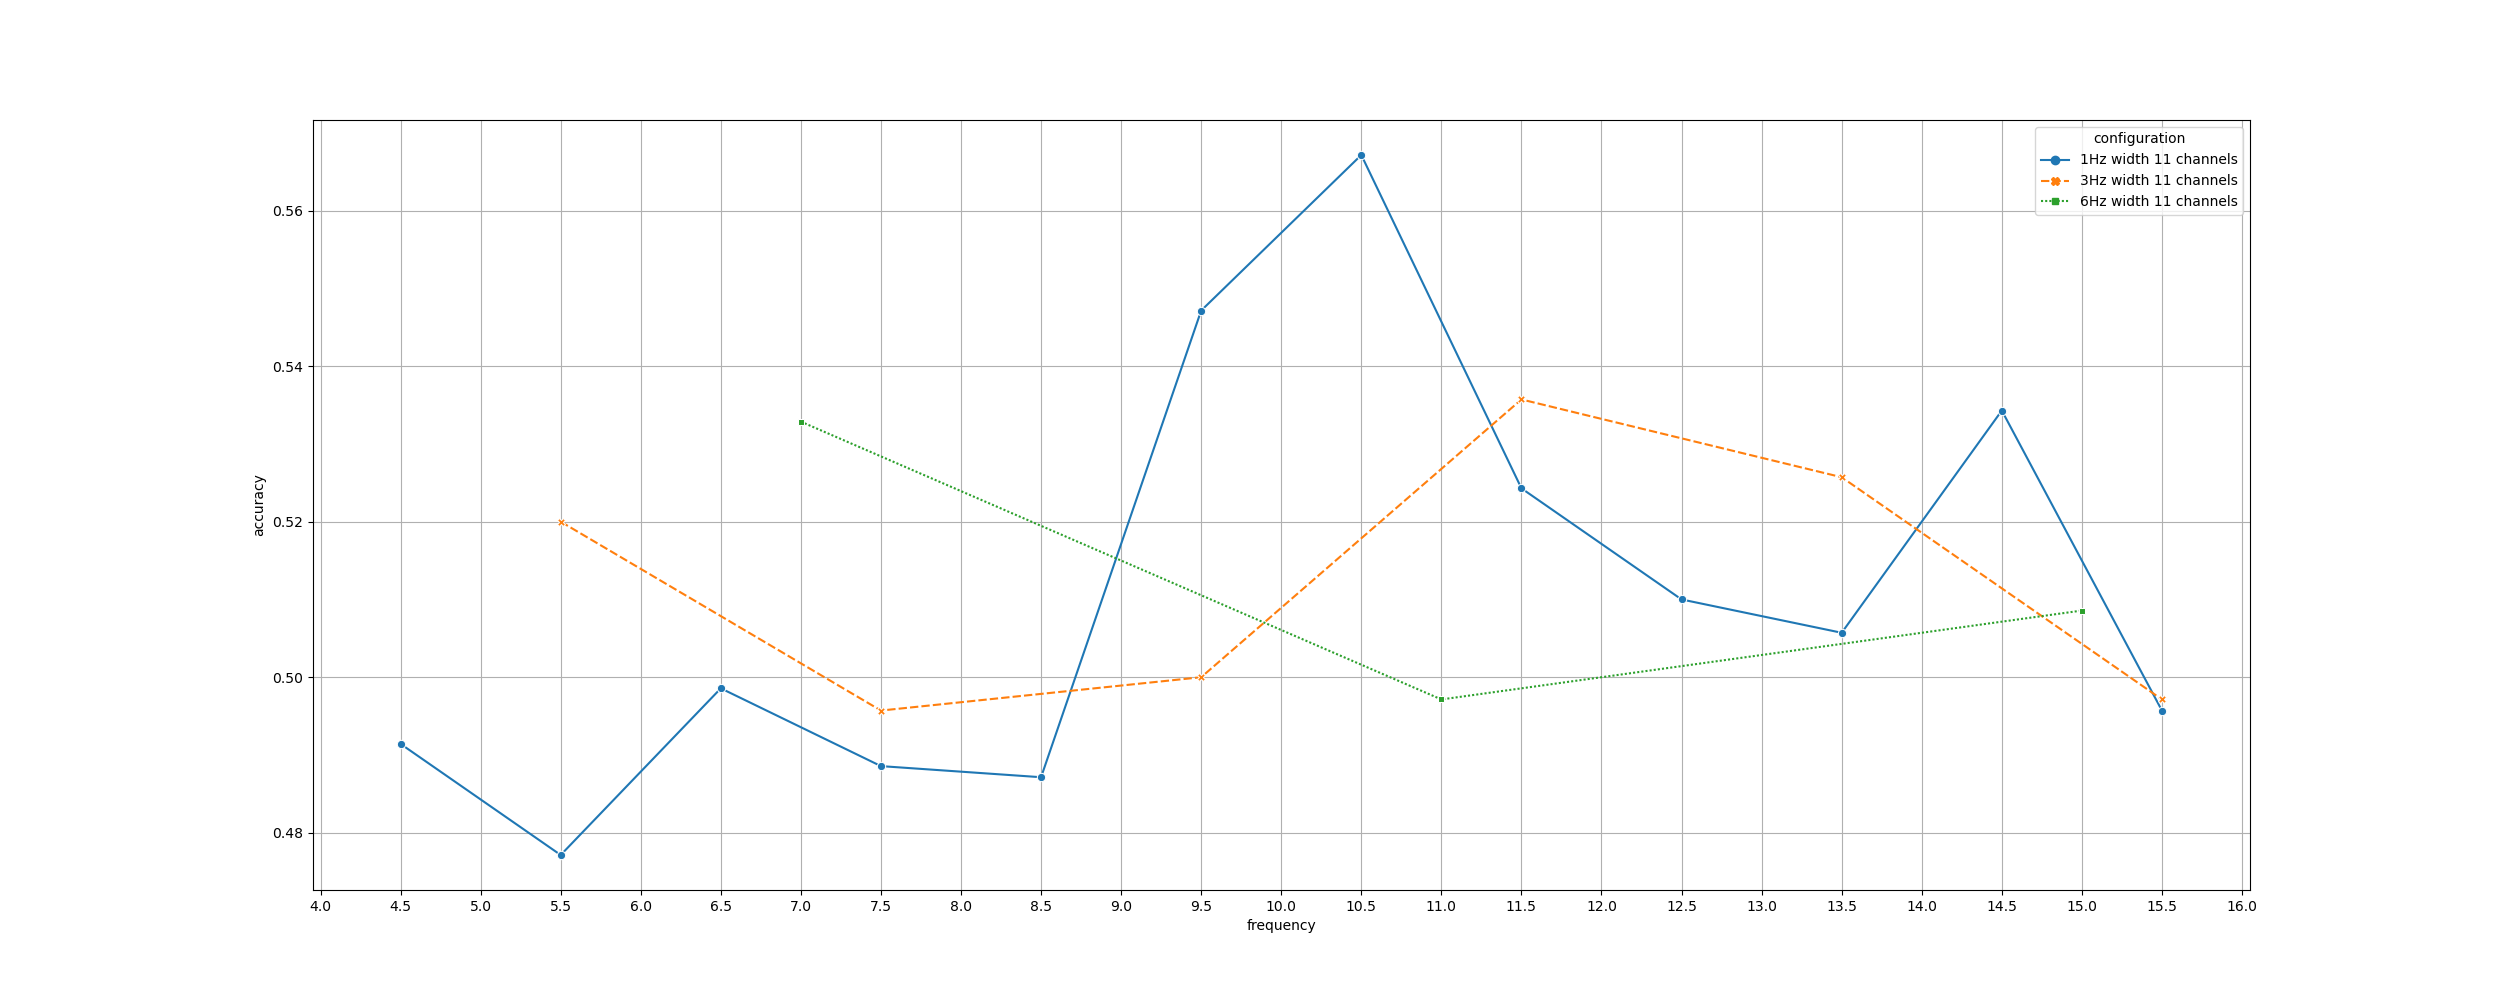 configuration
1Hz width 11 channels
3Hz width 11 channels
6Hz width 11 channels
0.56
0.54
0.52
0.50
0.48
accuracy
4.0 4.5 5.0 5.5 6.0 6.5 7.0 7.5 8.0 8.5 9.0 9.5 10.0 10.5 11.0 11.5 12.0 12.5 13.0 13.5 14.0 14.5 15.0 15.5 16.0
frequency